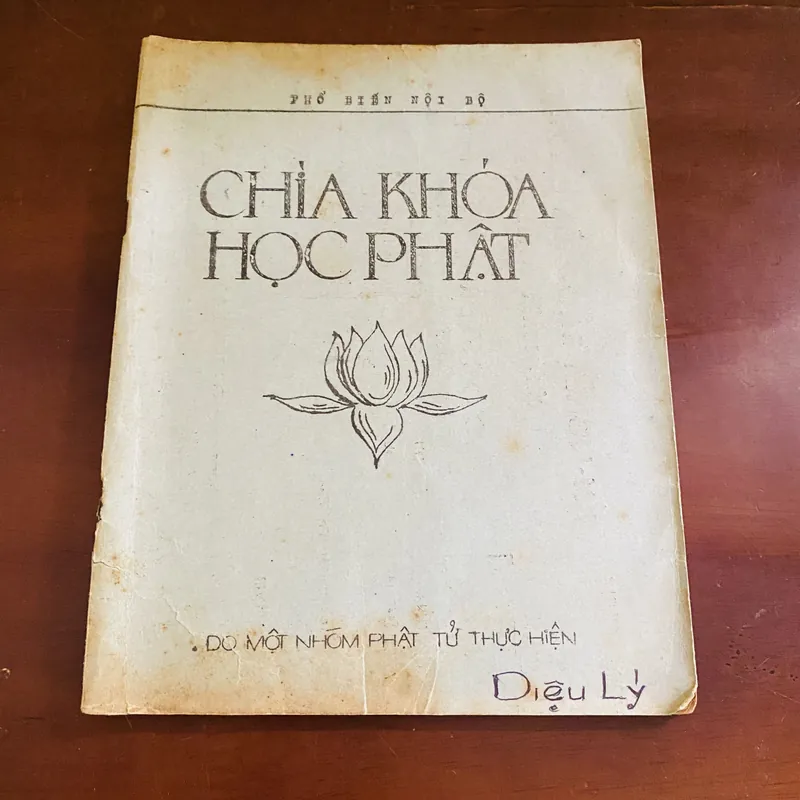 PHỔ BIẾN NỘI BỘ
CHÌA KHÓA
HỌC PHẬT
DO MỘT NHÓM PHẬT TỬ THỰC HIỆN
Diệu Lý